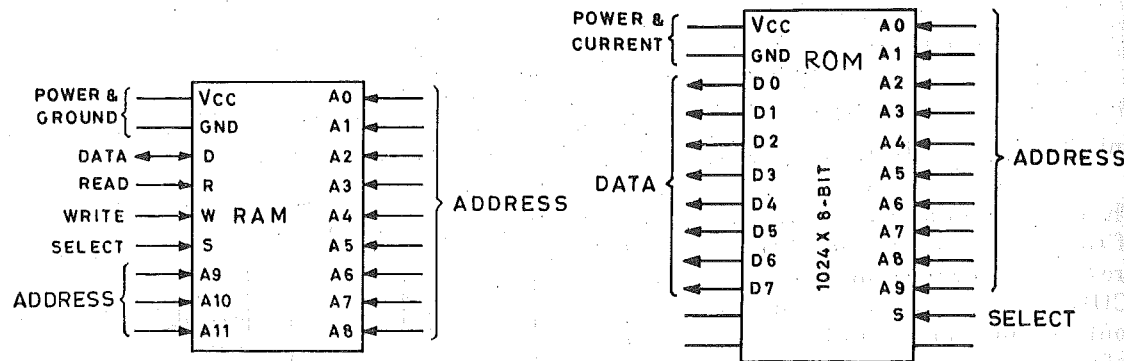 POWER &
GROUND
VCC
GND
DATA
D
READ
R
WRITE
W
SELECT
S
ADDRESS
A9
A10
A11
RAM
A0
A1
A2
A3
A4
A5
A6
A7
A8
ADDRESS
POWER &
CURRENT
VCC
GND
DATA
D0
D1
D2
D3
D4
D5
D6
D7
ROM
1024 X 8-BIT
A0
A1
A2
A3
A4
A5
A6
A7
A8
A9
S
ADDRESS
SELECT